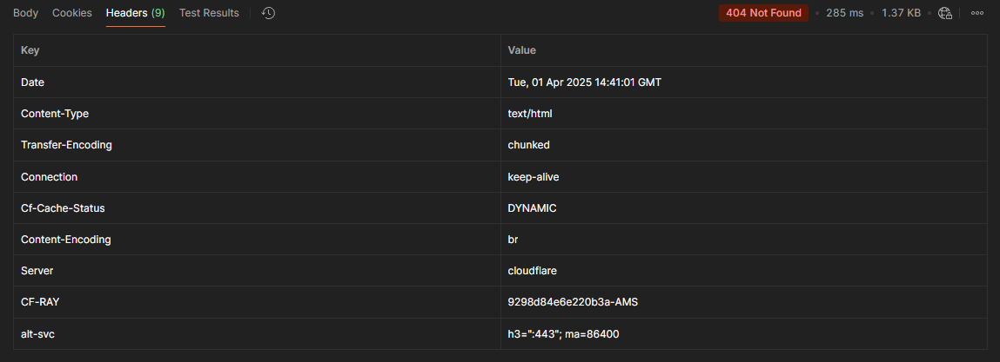 Body Cookies Headers (9) Test Results 404 Not Found • 285 ms • 1.37 KB •
Key Value
Date Tue, 01 Apr 2025 14:41:01 GMT
Content-Type text/html
Transfer-Encoding chunked
Connection keep-alive
Cf-Cache-Status DYNAMIC
Content-Encoding br
Server cloudflare
CF-RAY 9298d84e6e220b3a-AMS
alt-svc h3=":443"; ma=86400